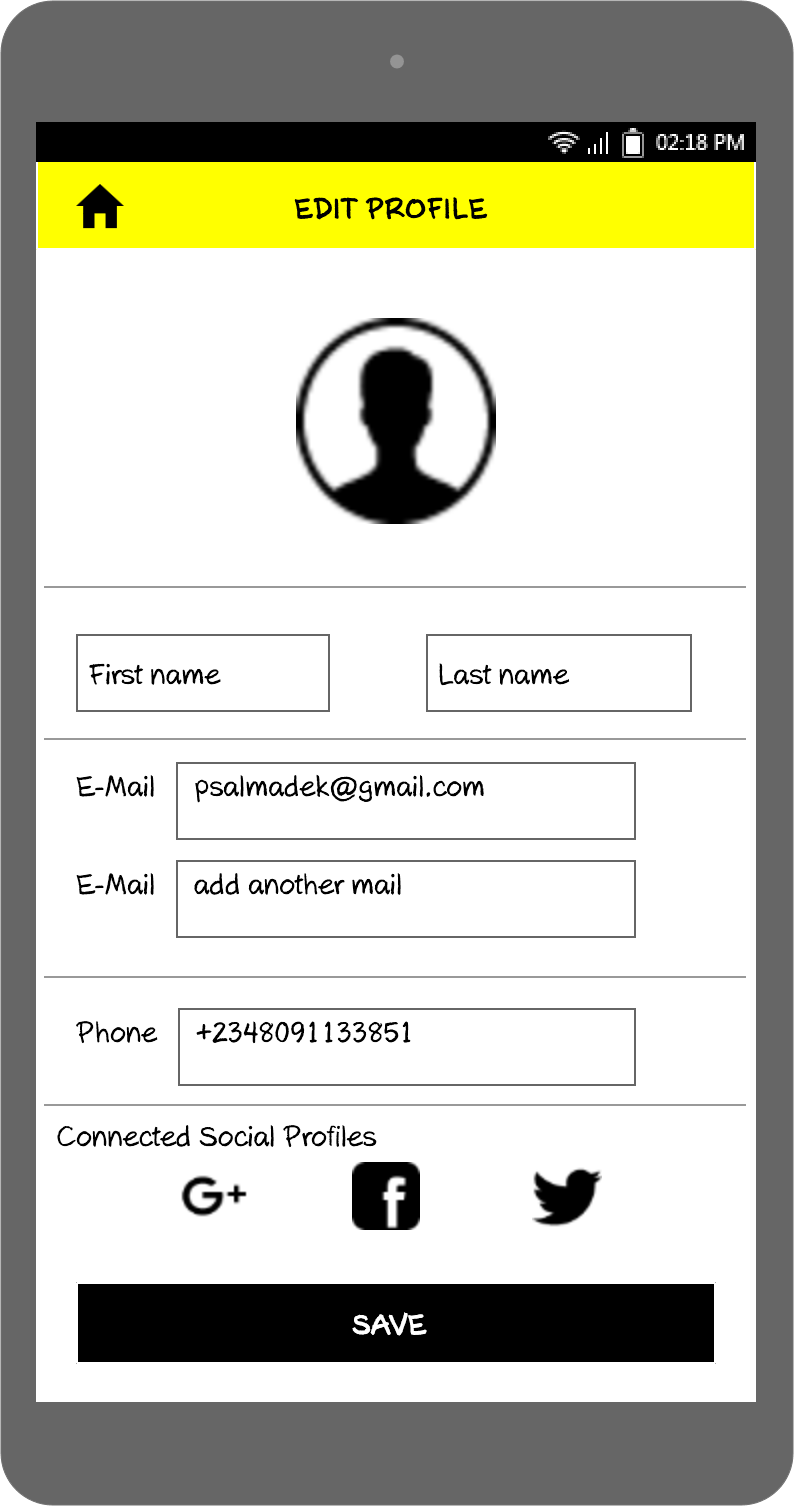 02:18 PM
EDIT PROFILE
First name Last name
E-Mail psalmadek@gmail.com
E-Mail add another mail
Phone +2348091133851
Connected Social Profiles
G+ f
SAVE